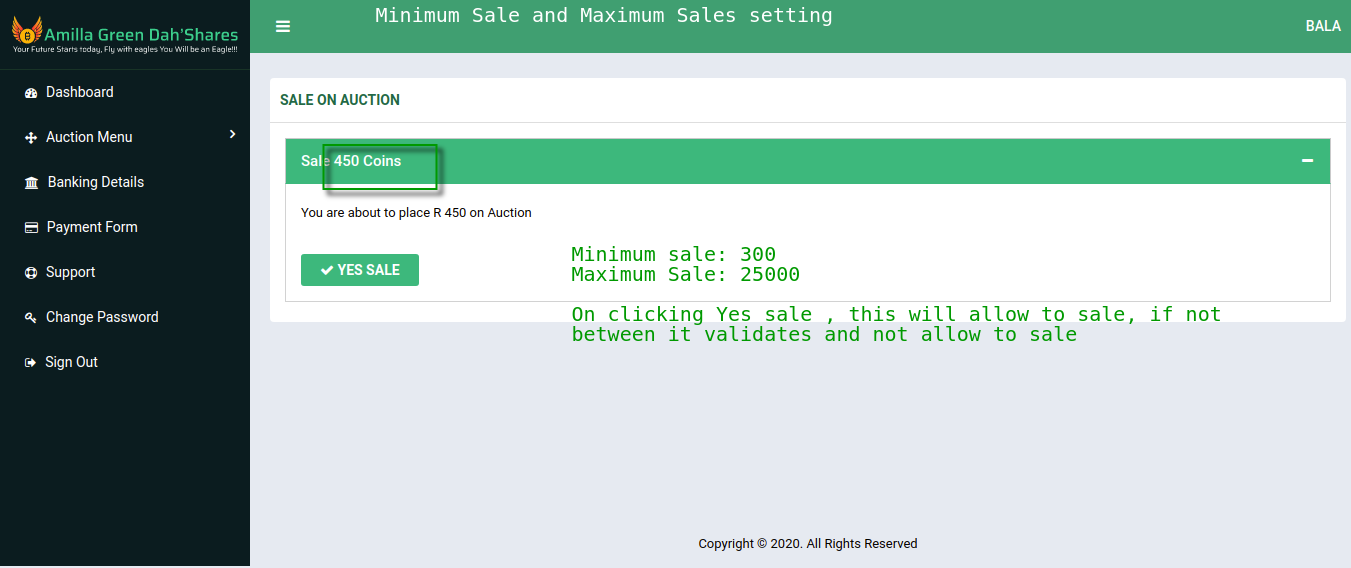 Amilla Green Dah'Shares
Your Future Starts today, Fly with eagles You Will be an Eagle!!!
Minimum Sale and Maximum Sales setting
BALA
Dashboard
Auction Menu
Banking Details
Payment Form
Support
Change Password
Sign Out
SALE ON AUCTION
Sale 450 Coins
You are about to place R 450 on Auction
YES SALE
Minimum sale: 300
Maximum Sale: 25000
On clicking Yes sale , this will allow to sale, if not
between it validates and not allow to sale
Copyright © 2020. All Rights Reserved